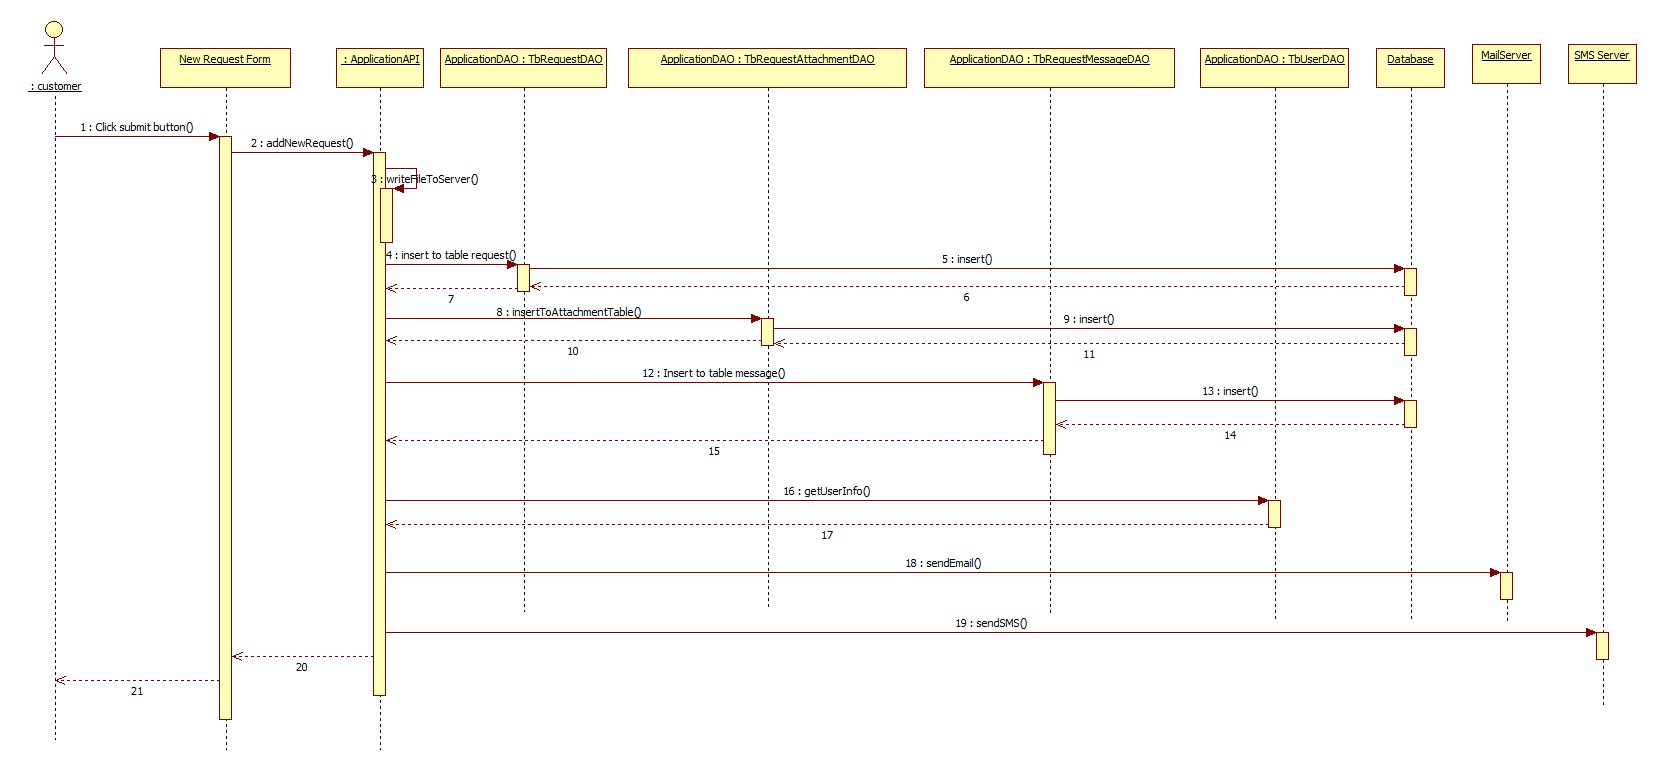 New Request Form
: ApplicationAPI
ApplicationDAO : TbRequestDAO
ApplicationDAO : TbRequestAttachmentDAO
ApplicationDAO : TbRequestMessageDAO
ApplicationDAO : TbUserDAO
Database
MailServer
SMS Server
: customer
1 : Click submit button()
2 : addNewRequest()
3 : writeFileToServer()
4 : insert to table request()
5 : insert()
6
7
8 : insertToAttachmentTable()
9 : insert()
10
11
12 : Insert to table message()
13 : insert()
14
15
16 : getUserInfo()
17
18 : sendEmail()
19 : sendSMS()
20
21